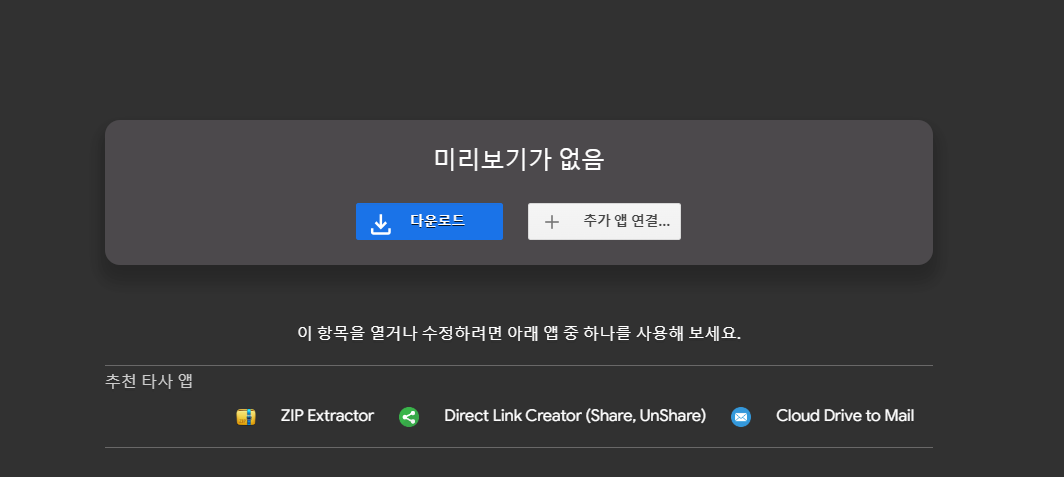 미리보기가 없음
다운로드
추가 앱 연결...
이 항목을 열거나 수정하려면 아래 앱 중 하나를 사용해 보세요.
추천 타사 앱
ZIP Extractor
Direct Link Creator (Share, UnShare)
Cloud Drive to Mail